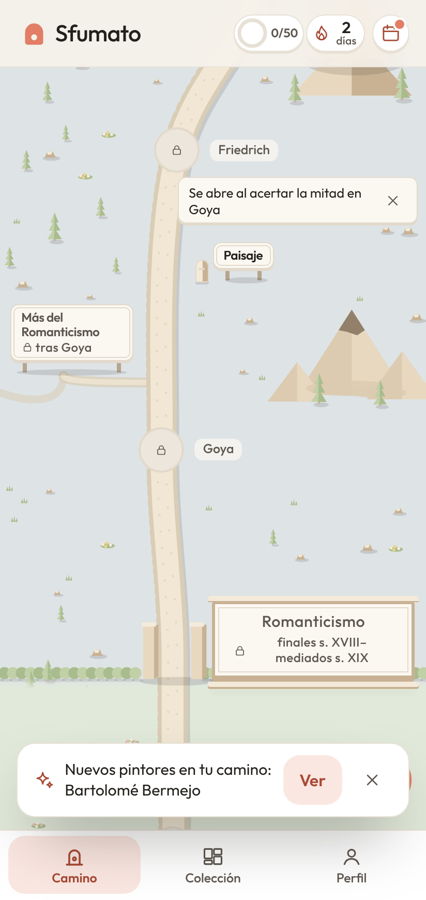 Sfumato
0/50
2
días
Friedrich
Se abre al acertar la mitad en
Goya
Paisaje
Más del
Romanticismo
tras Goya
Goya
Romanticismo
finales s. XVIII–
mediados s. XIX
Nuevos pintores en tu camino:
Bartolomé Bermejo
Ver
Camino
Colección
Perfil